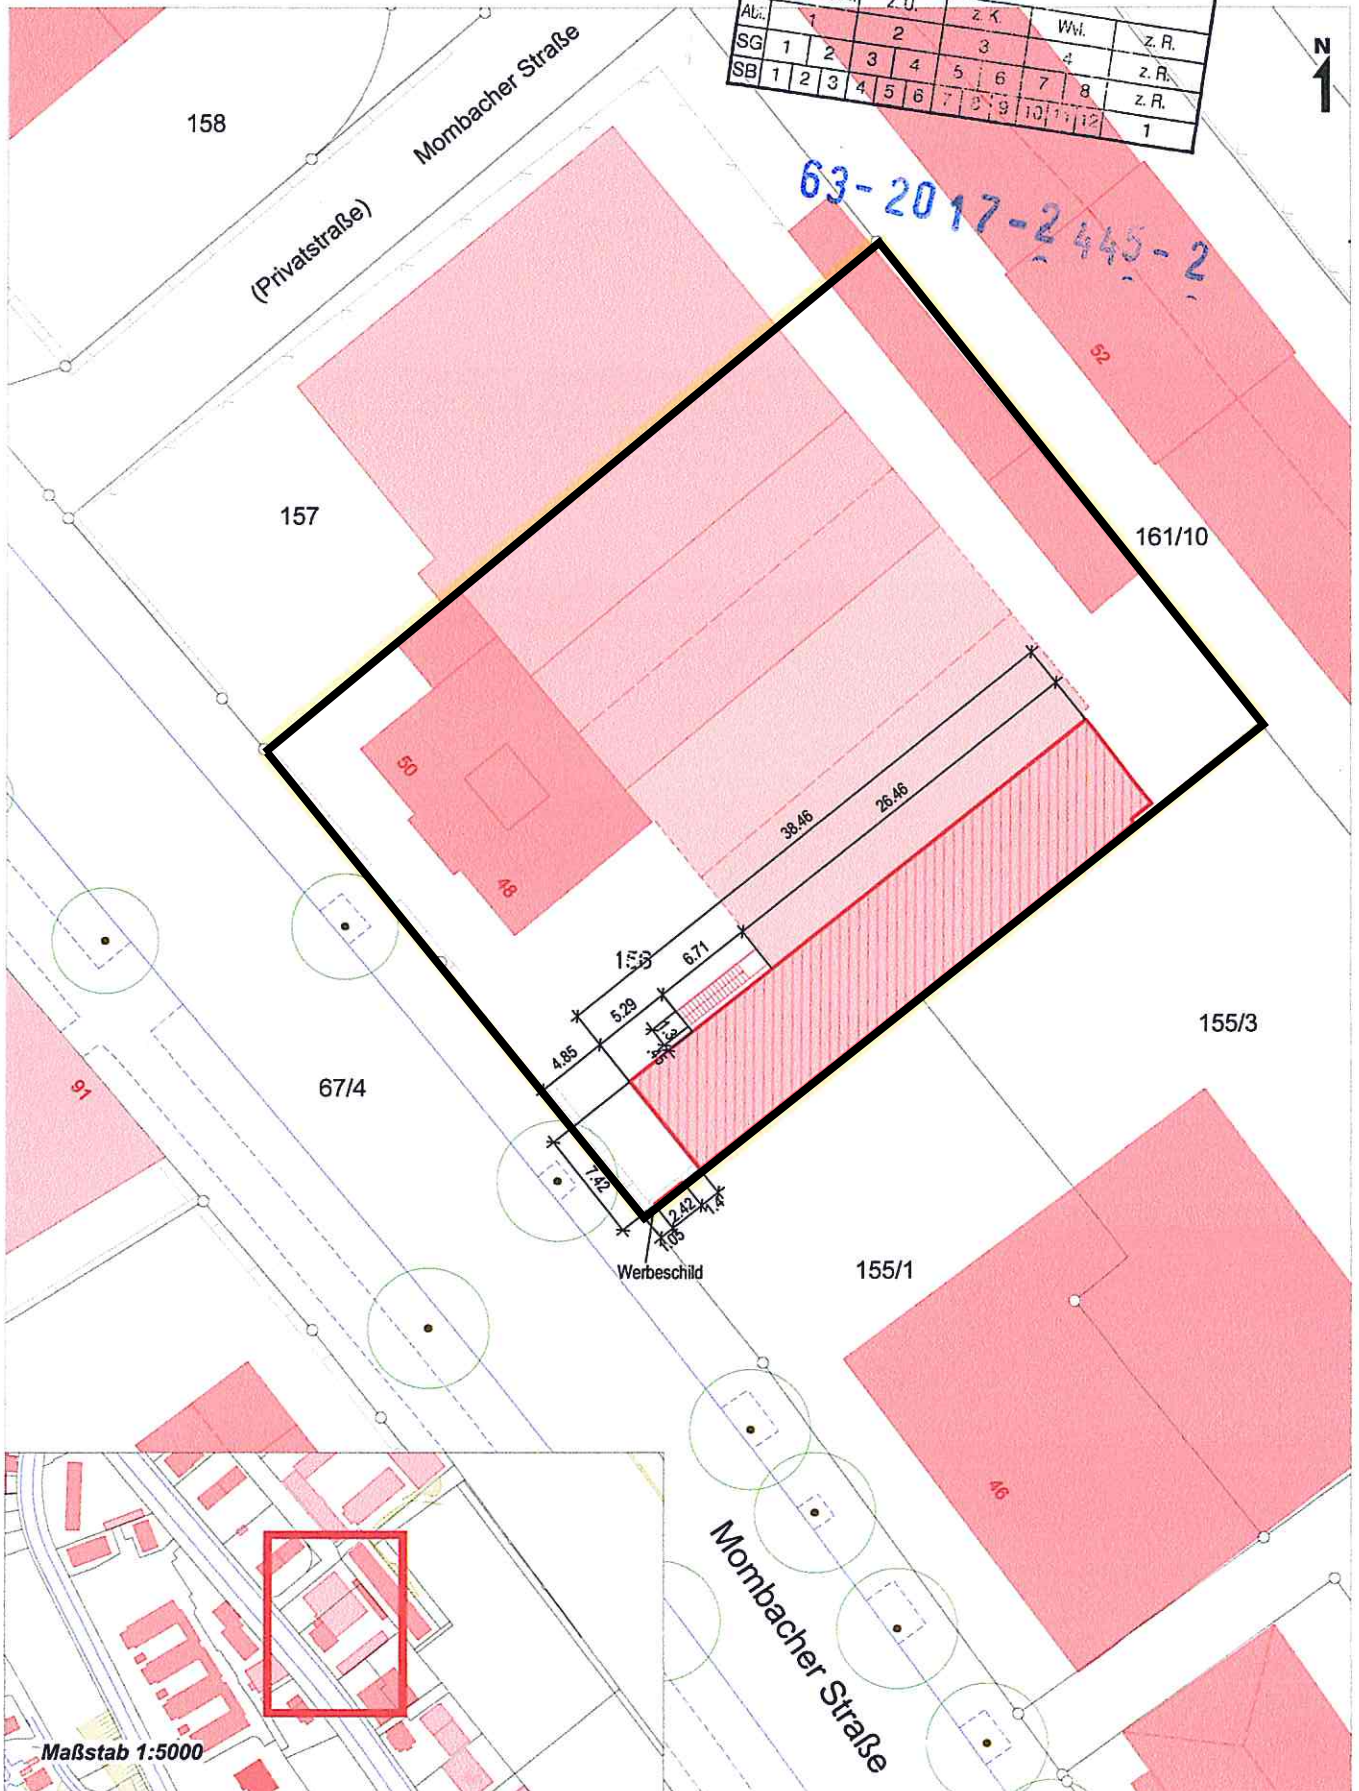 Abt. 1 2 3 4 z. R.
z. U. z. K. Wvl. z. R.
SG 1 2 3 4 5 6 7 8 z. R.
SB 1 2 3 4 5 6 7 8 9 10 11 12 1
N
158
Mombacher Straße
(Privatstraße)
63-2017-2445-2
52
157
161/10
50
38.46
26.46
48
6.71
5.29
4.85
155/3
91
67/4
7.42
2.42
1.05
Werbeschild
155/1
46
Mombacher Straße
Maßstab 1:5000